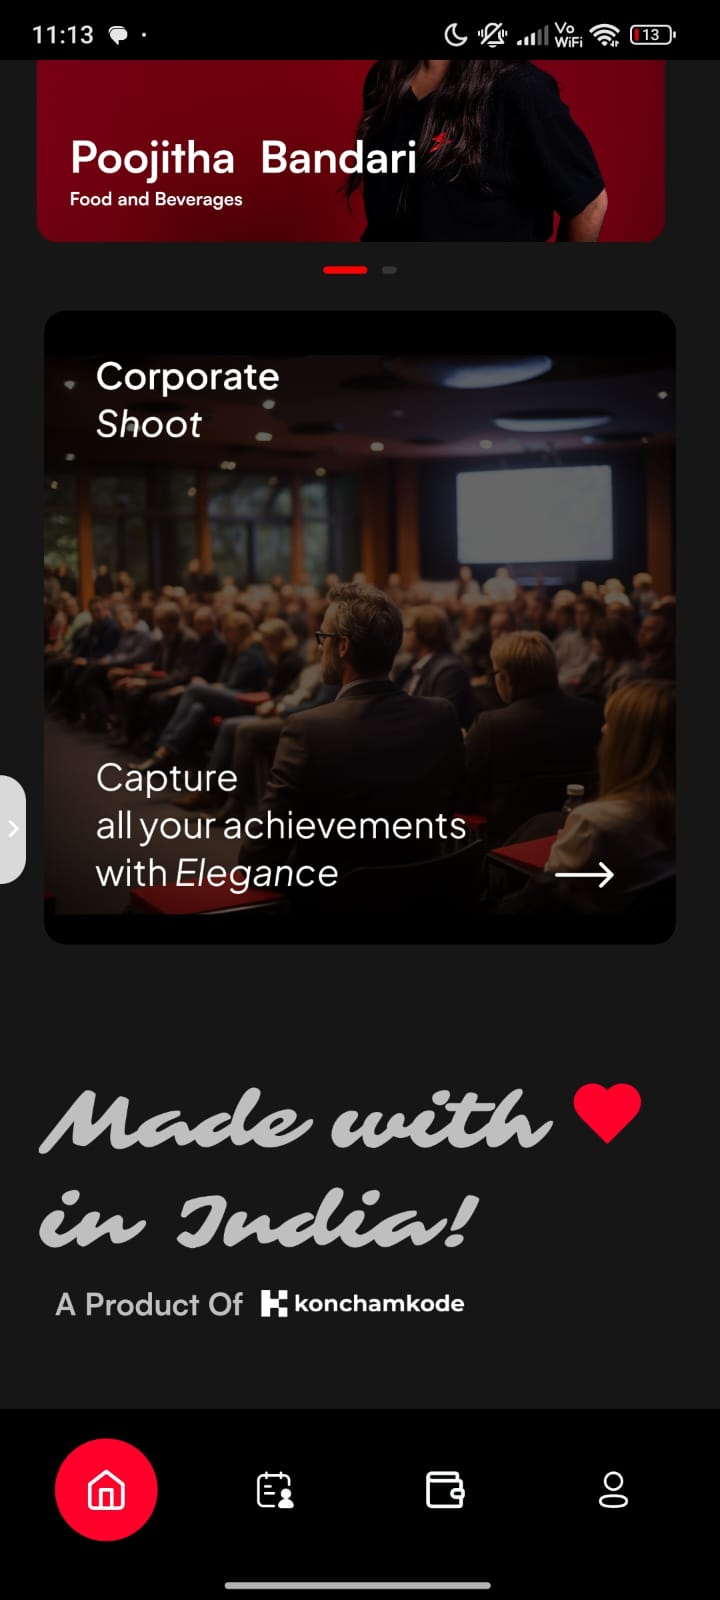 11:13
Vo
WiFi
13
Poojitha Bandari
Food and Beverages
Corporate
Shoot
Capture
all your achievements
with Elegance
Made with
in India!
A Product Of konchamkode